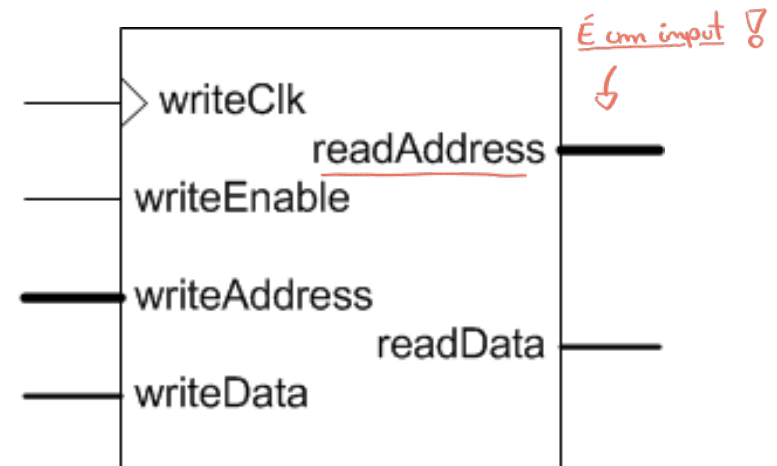 É um input !
writeClk
readAddress
writeEnable
writeAddress
readData
writeData